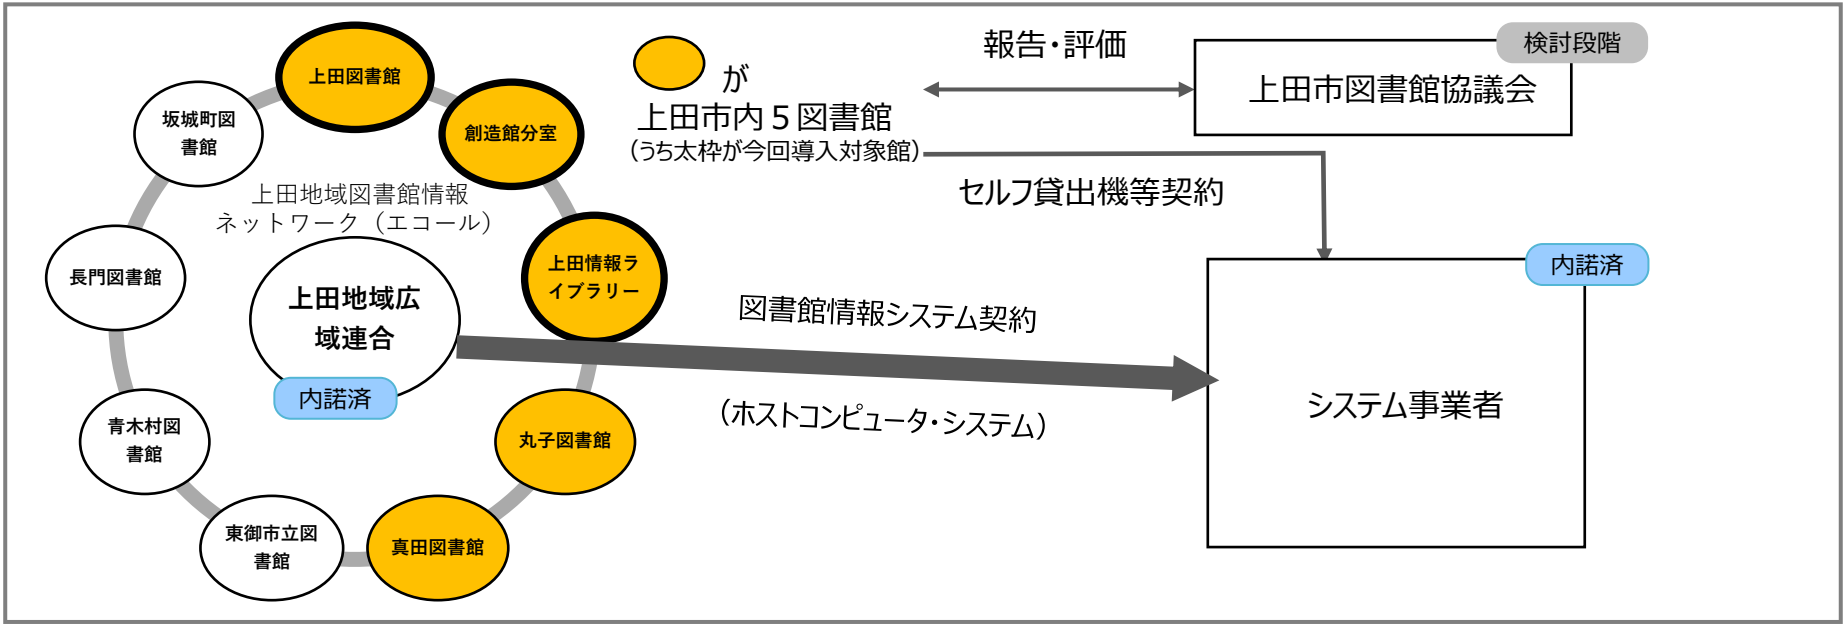 上田図書館
創造館分室
坂城町図
書館
上田地域図書館情報
ネットワーク（エコール）
長門図書館
上田情報ラ
イブラリー
上田地域広
域連合
内諾済
青木村図
書館
丸子図書館
東御市立図
書館
真田図書館
が
上田市内５図書館
（うち太枠が今回導入対象館）
報告・評価
検討段階
上田市図書館協議会
セルフ貸出機等契約
内諾済
図書館情報システム契約
（ホストコンピュータ・システム）
システム事業者